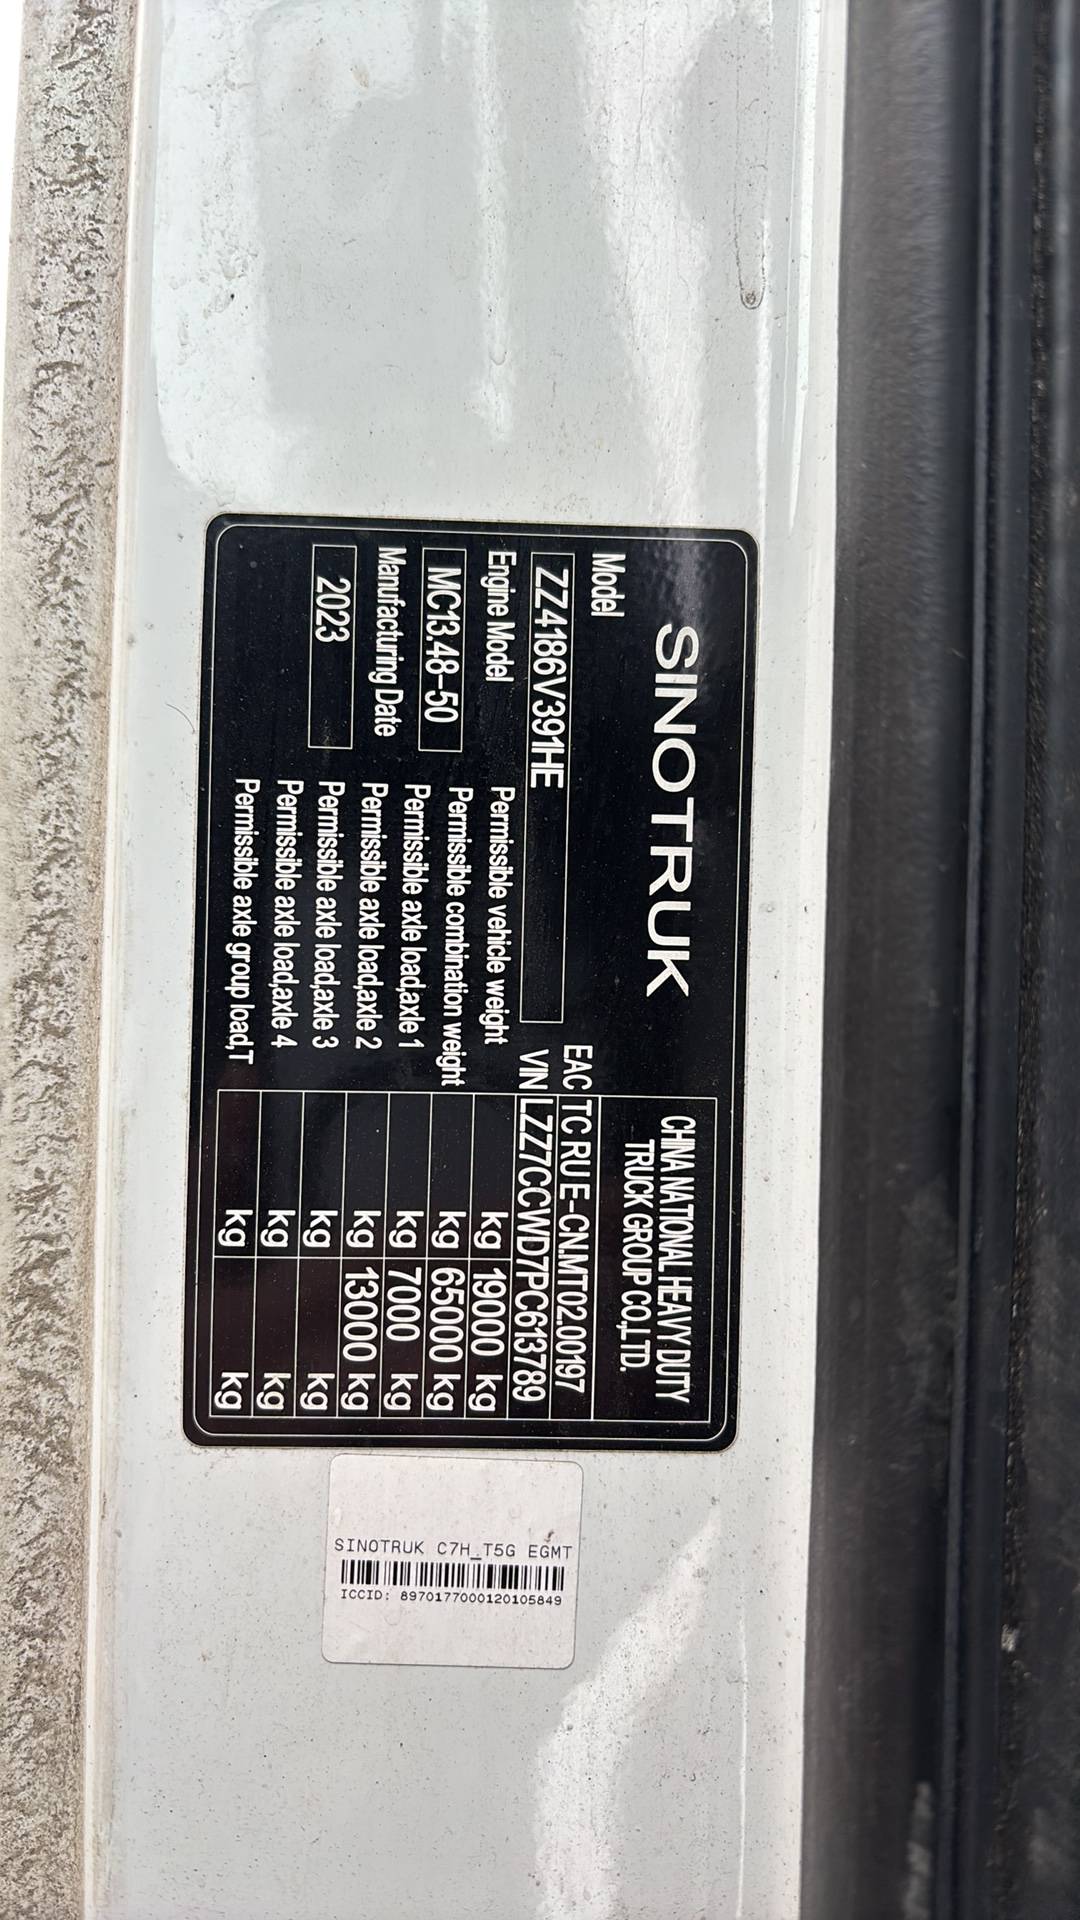 SINOTRUK
CHINA NATIONAL HEAVY DUTY
TRUCK GROUP CO.,LTD.
Model
EAC TC RU E-CN.MT02.00197
ZZ4186V391HE
VIN LZZ7CCWD7PC613789
Engine Model
Permissible vehicle weight kg 19000 kg
MC13.48-50
Permissible combination weight kg 65000 kg
Manufacturing Date
Permissible axle load,axle 1 kg 7000 kg
Permissible axle load,axle 2 kg 13000 kg
2023
Permissible axle load,axle 3 kg kg
Permissible axle load,axle 4 kg kg
Permissible axle group load,T kg kg
SINOTRUK C7H_T5G EGMT
ICCID: 8970177000120105849